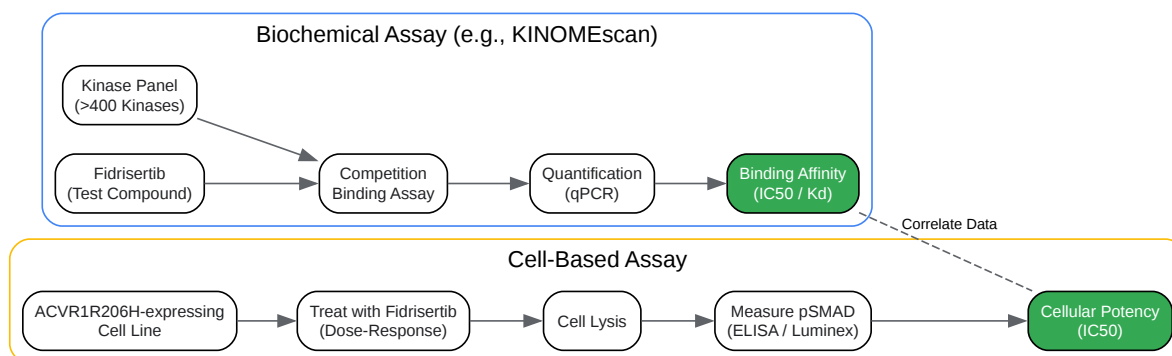 Biochemical Assay (e.g., KINOMEscan)
Kinase Panel
(>400 Kinases)
Fidrisertib
(Test Compound)
Competition
Binding Assay
Quantification
(qPCR)
Binding Affinity
(IC50 / Kd)
Correlate Data
Cell-Based Assay
ACVR1R206H-expressing
Cell Line
Treat with Fidrisertib
(Dose-Response)
Cell Lysis
Measure pSMAD
(ELISA / Luminex)
Cellular Potency
(IC50)